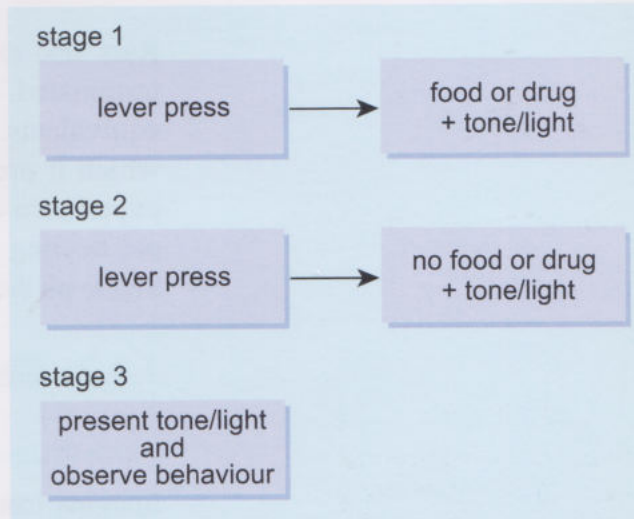 stage 1
lever press
food or drug
+ tone/light
stage 2
lever press
no food or drug
+ tone/light
stage 3
present tone/light
and
observe behaviour